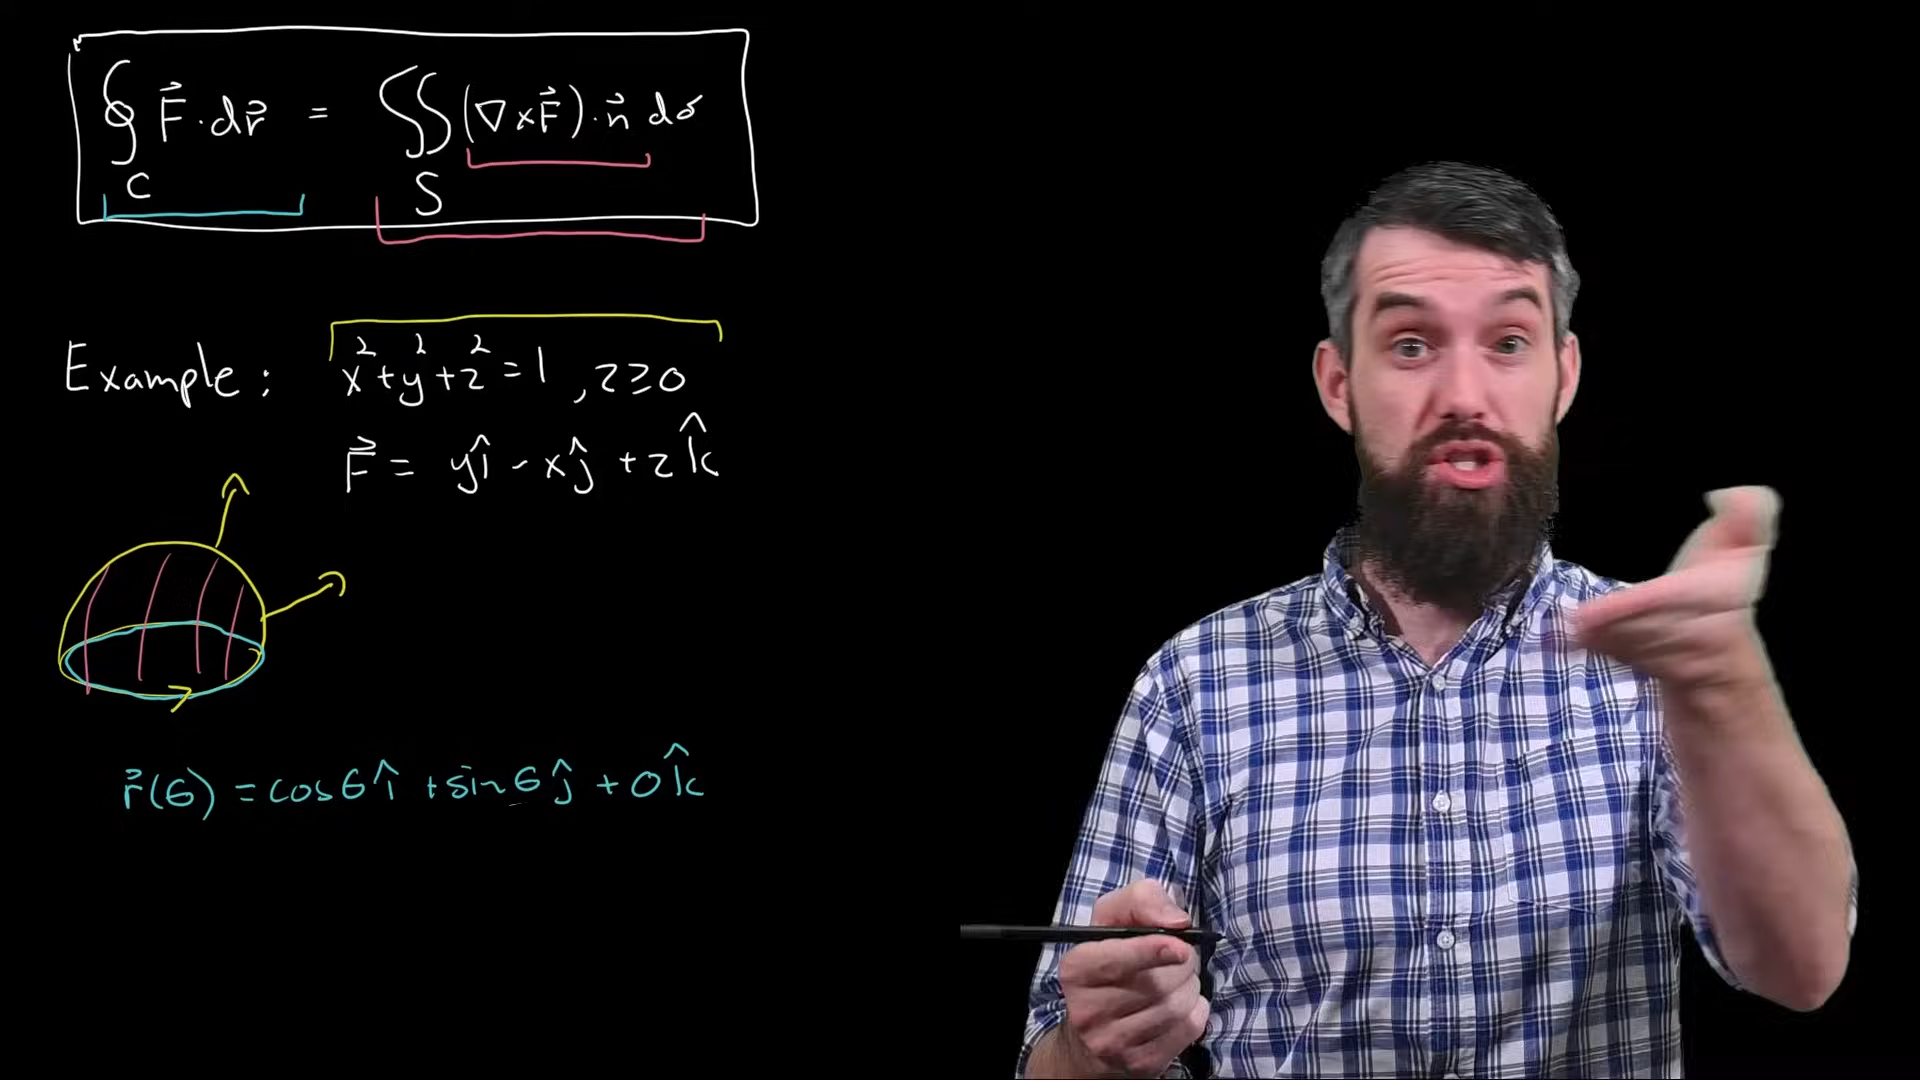 ∮_C F⃗ · dr⃗ = ∬_S (∇ × F⃗) · n⃗ dσ
Example: x² + y² + z² = 1, z ≥ 0
F⃗ = yî - xĵ + zk̂
r⃗(θ) = cosθ î + sinθ ĵ + 0k̂